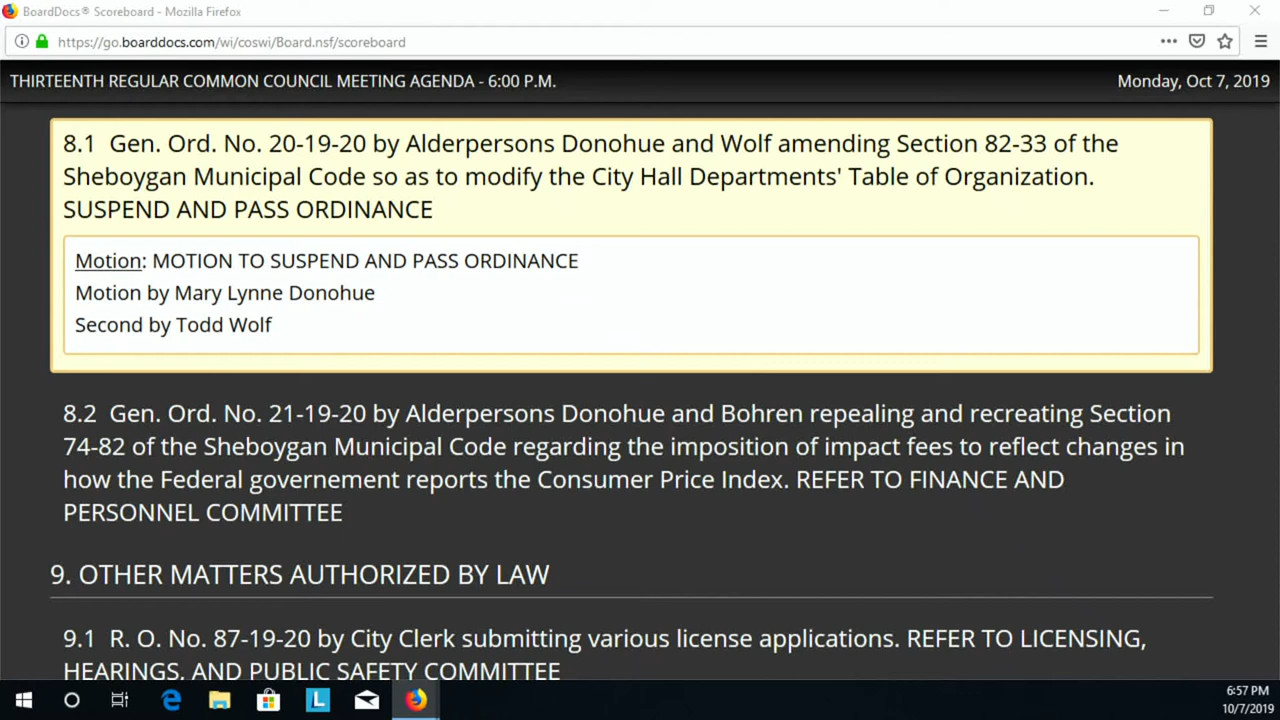 BoardDocs® Scoreboard - Mozilla Firefox
https://go.boarddocs.com/wi/coswi/Board.nsf/scoreboard
THIRTEENTH REGULAR COMMON COUNCIL MEETING AGENDA - 6:00 P.M.
Monday, Oct 7, 2019
8.1 Gen. Ord. No. 20-19-20 by Alderpersons Donohue and Wolf amending Section 82-33 of the
Sheboygan Municipal Code so as to modify the City Hall Departments' Table of Organization.
SUSPEND AND PASS ORDINANCE
Motion: MOTION TO SUSPEND AND PASS ORDINANCE
Motion by Mary Lynne Donohue
Second by Todd Wolf
8.2 Gen. Ord. No. 21-19-20 by Alderpersons Donohue and Bohren repealing and recreating Section
74-82 of the Sheboygan Municipal Code regarding the imposition of impact fees to reflect changes in
how the Federal governement reports the Consumer Price Index. REFER TO FINANCE AND
PERSONNEL COMMITTEE
9. OTHER MATTERS AUTHORIZED BY LAW
9.1 R. O. No. 87-19-20 by City Clerk submitting various license applications. REFER TO LICENSING,
HEARINGS, AND PUBLIC SAFETY COMMITTEE
L
6:57 PM
10/7/2019